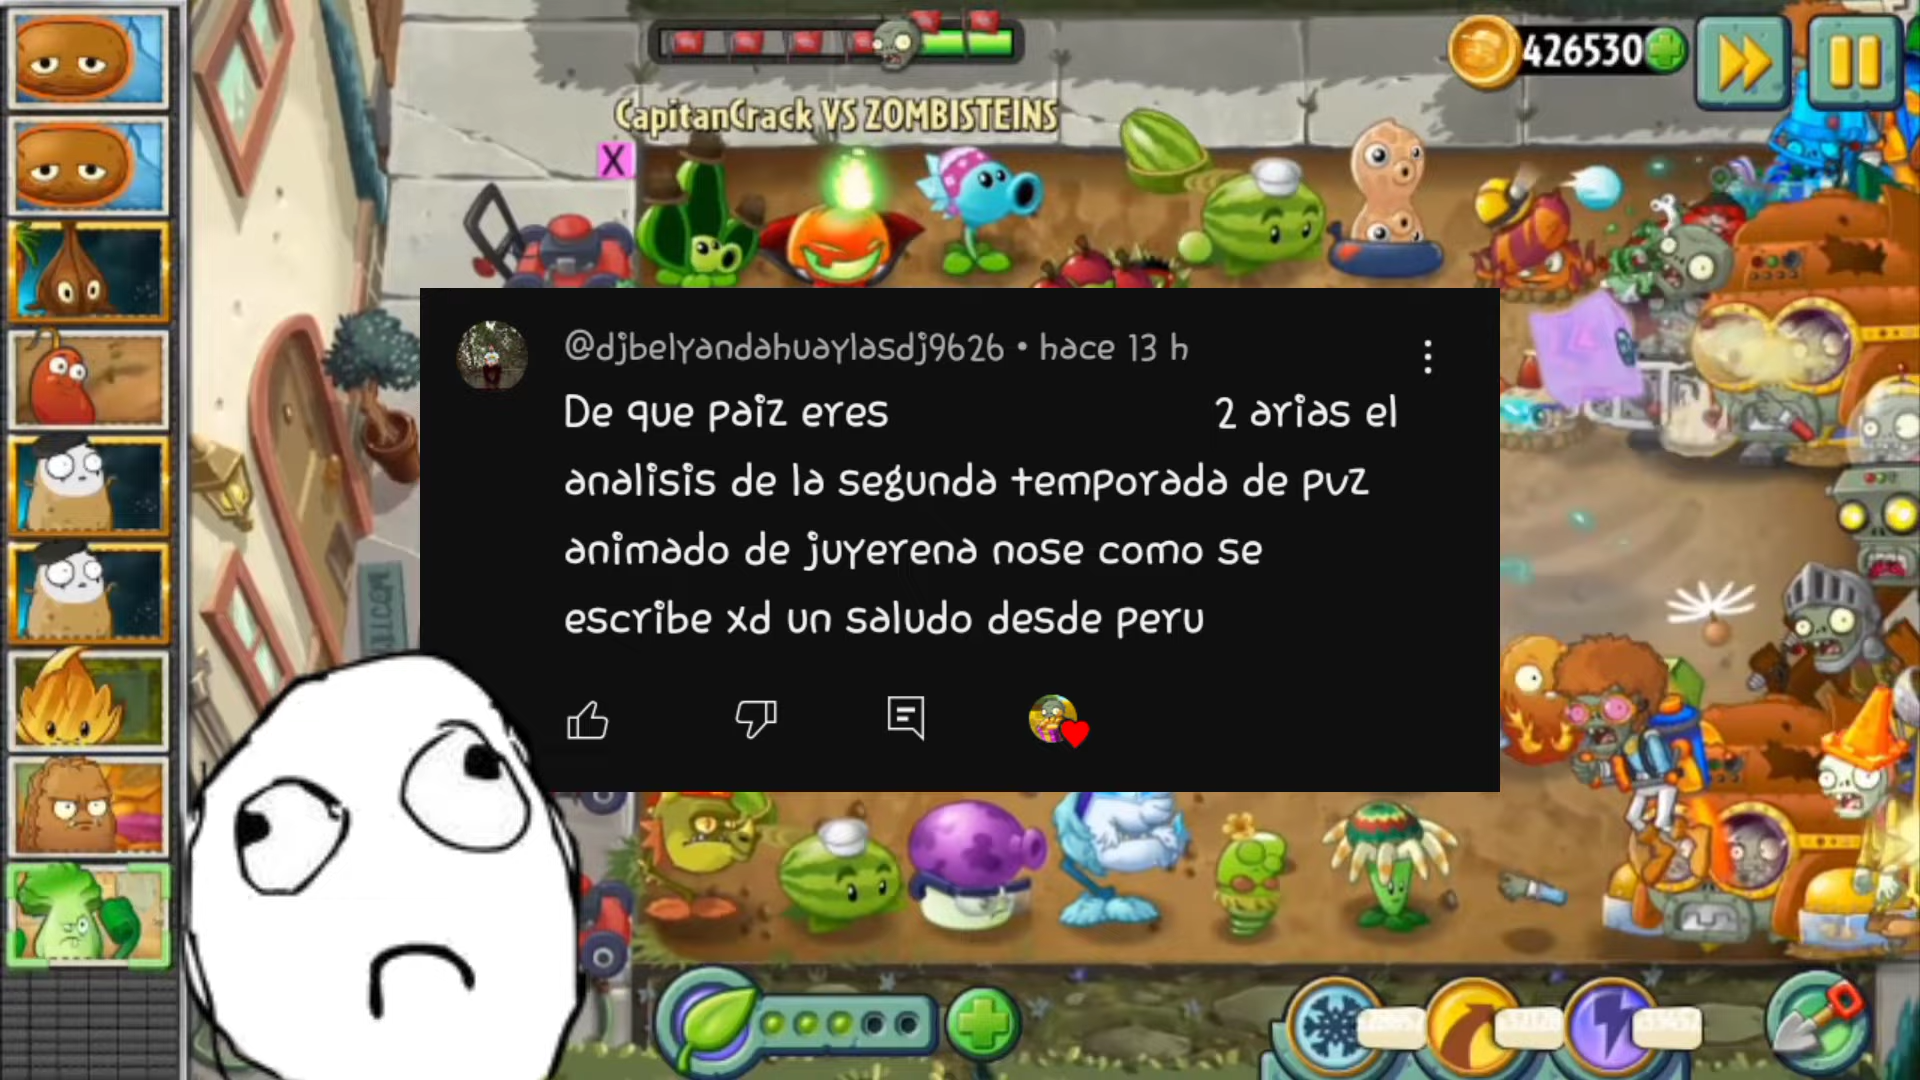 426530
CapitanCrack VS ZOMBISTEINS
X
@djbelyandahuaylasdj9626 • hace 13 h
De que paiz eres 2 arias el
analisis de la segunda temporada de pvz
animado de juyerena nose como se
escribe xd un saludo desde peru